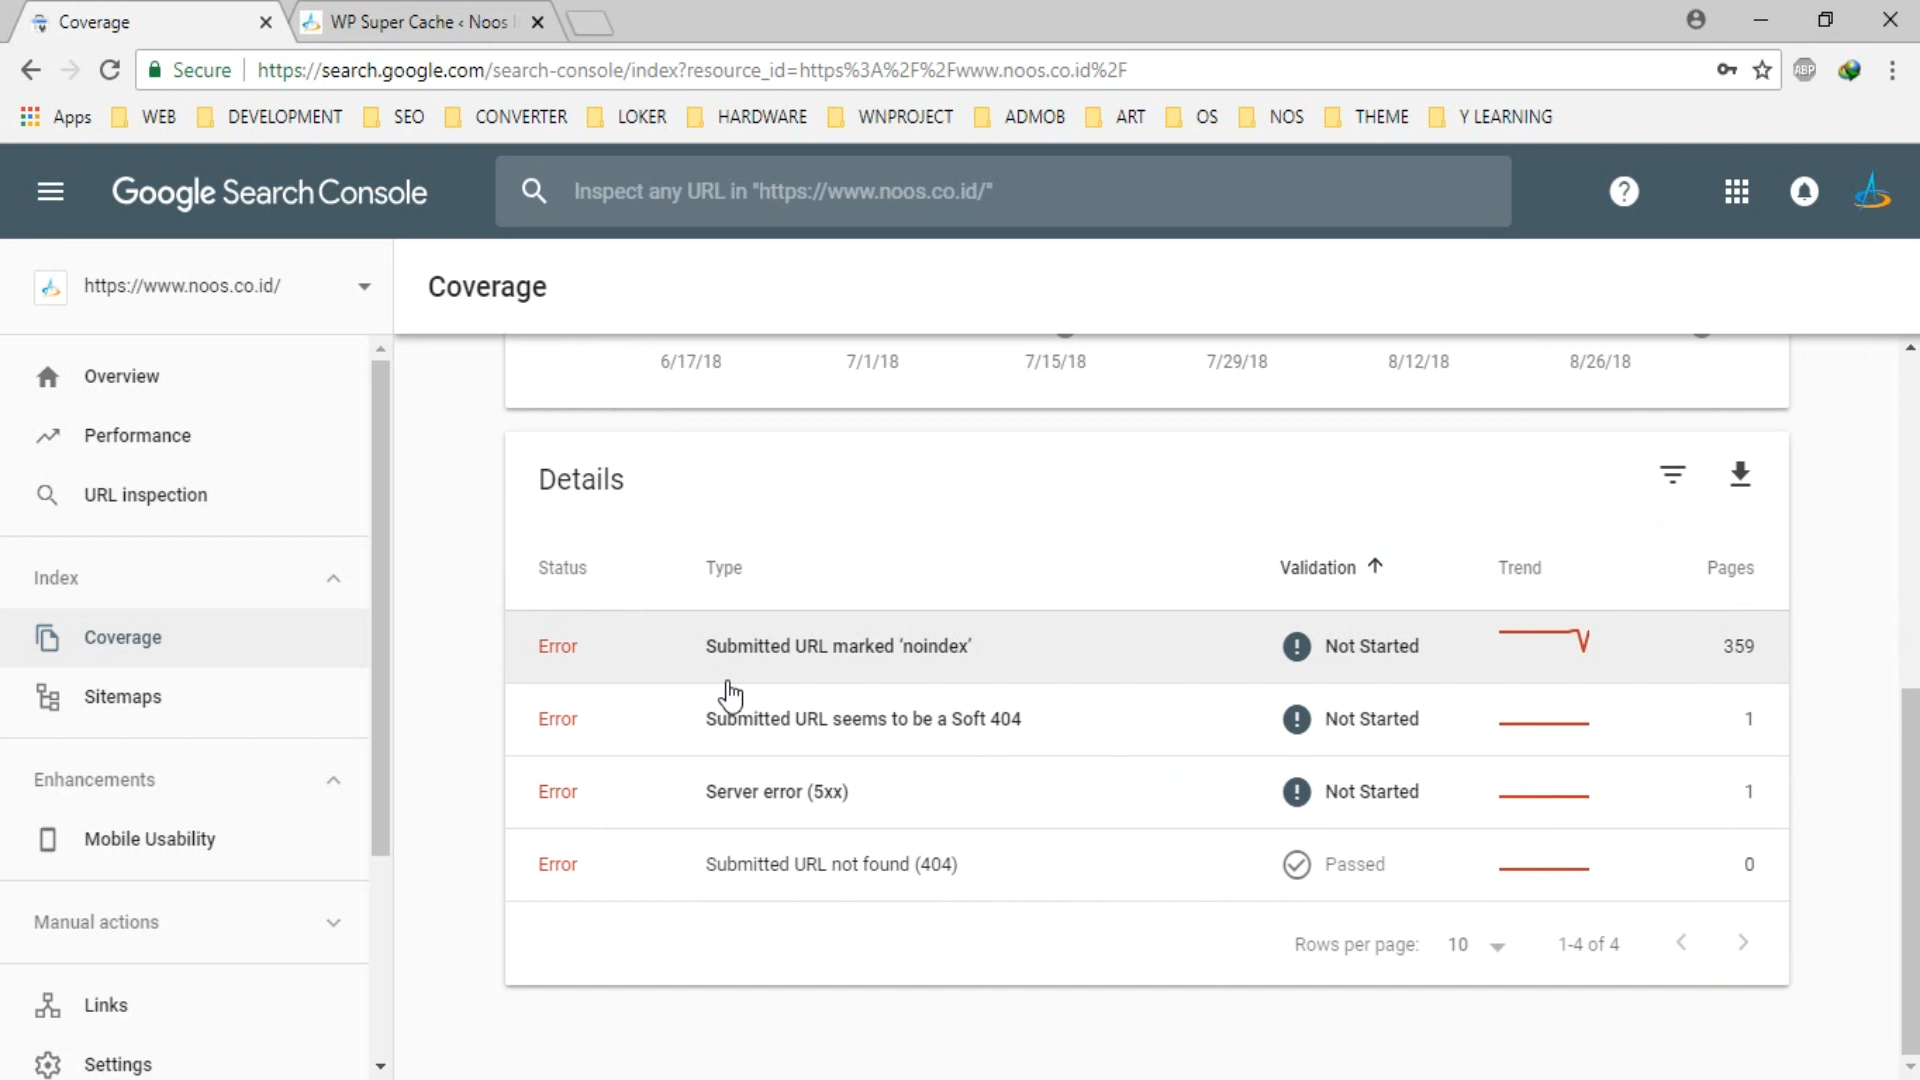 Coverage
WP Super Cache ‹ Noos
Secure https://search.google.com/search-console/index?resource_id=https%3A%2F%2Fwww.noos.co.id%2F
ABP
Apps WEB DEVELOPMENT SEO CONVERTER LOKER HARDWARE WNPROJECT ADMOB ART OS NOS THEME Y LEARNING
Google Search Console
Inspect any URL in "https://www.noos.co.id/"
https://www.noos.co.id/
Coverage
Overview
Performance
URL inspection
Index
Coverage
Sitemaps
Enhancements
Mobile Usability
Manual actions
Links
Settings
6/17/18 7/1/18 7/15/18 7/29/18 8/12/18 8/26/18
Details
Status Type Validation Trend Pages
Error Submitted URL marked ‘noindex’ Not Started 359
Error Submitted URL seems to be a Soft 404 Not Started 1
Error Server error (5xx) Not Started 1
Error Submitted URL not found (404) Passed 0
Rows per page: 10 1-4 of 4